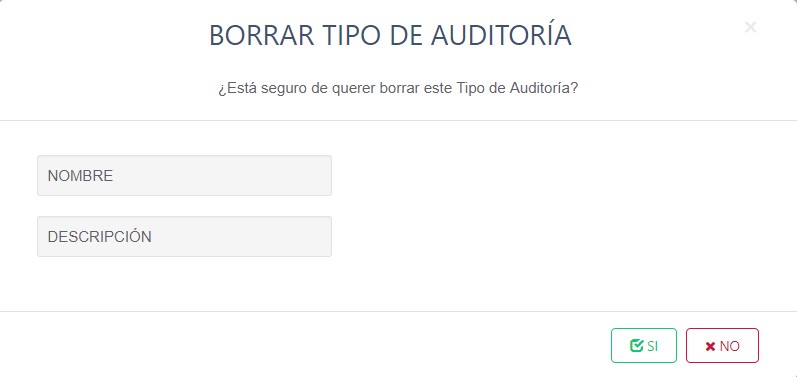 BORRAR TIPO DE AUDITORÍA
¿Está seguro de querer borrar este Tipo de Auditoría?
NOMBRE
DESCRIPCIÓN
SI
NO